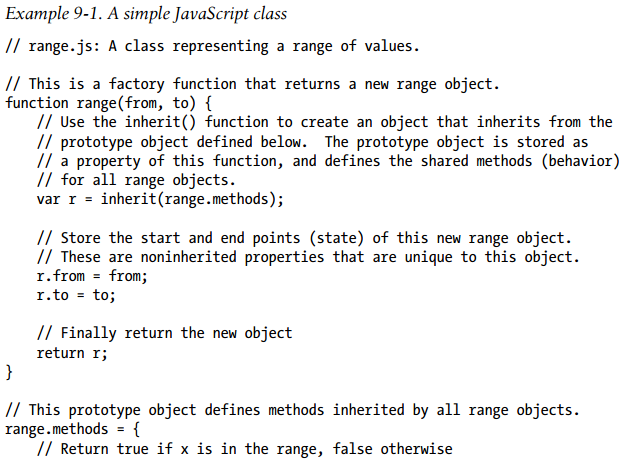 Example 9-1. A simple JavaScript class
// range.js: A class representing a range of values.
// This is a factory function that returns a new range object.
function range(from, to) {
    // Use the inherit() function to create an object that inherits from the
    // prototype object defined below.  The prototype object is stored as
    // a property of this function, and defines the shared methods (behavior)
    // for all range objects.
    var r = inherit(range.methods);
    // Store the start and end points (state) of this new range object.
    // These are noninherited properties that are unique to this object.
    r.from = from;
    r.to = to;
    // Finally return the new object
    return r;
}
// This prototype object defines methods inherited by all range objects.
range.methods = {
    // Return true if x is in the range, false otherwise